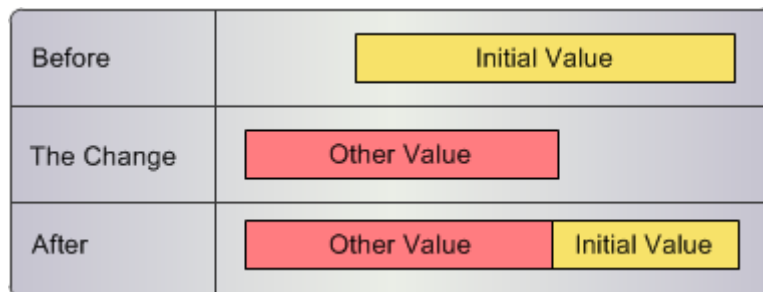 Before
Initial Value
The Change
Other Value
After
Other Value
Initial Value